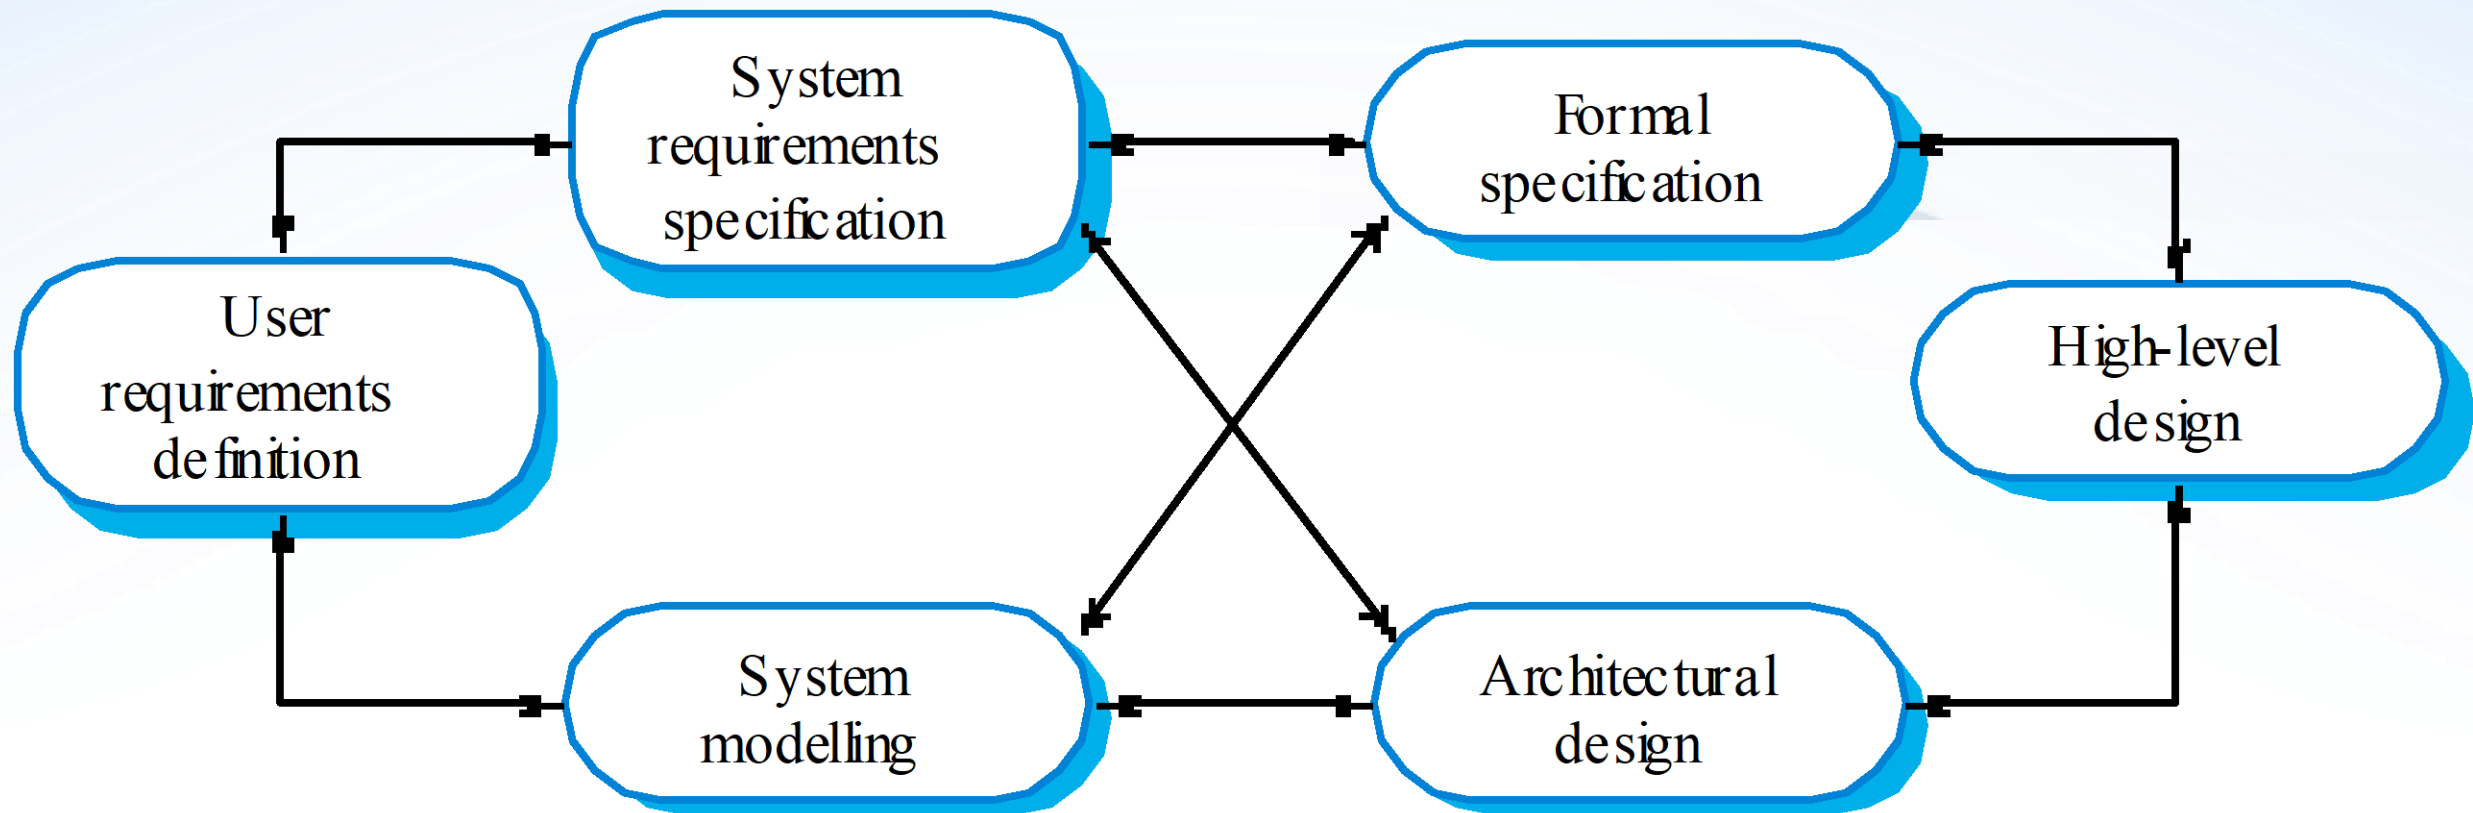 System
requirements
specification
Formal
specification
User
requirements
definition
High-level
design
System
modelling
Architectural
design